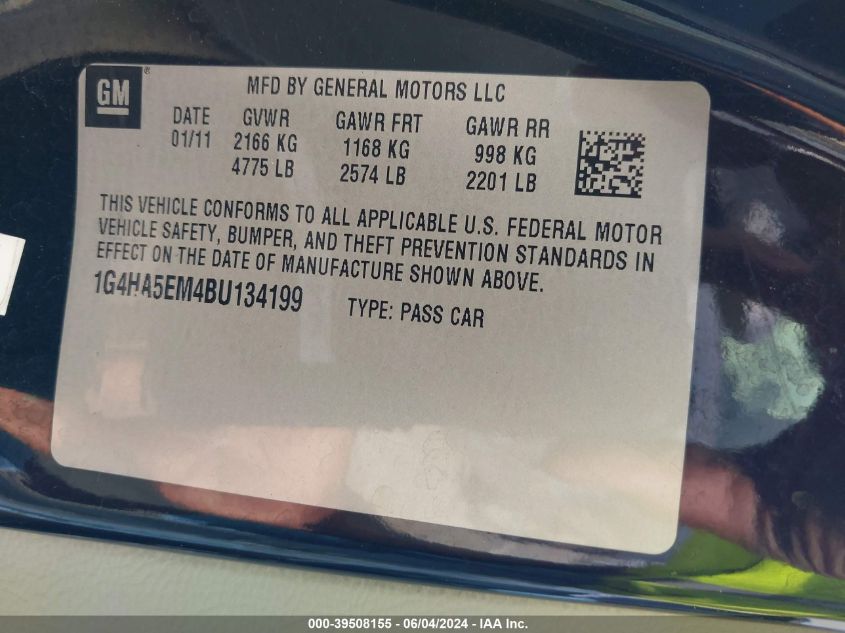 GM
MFD BY GENERAL MOTORS LLC
DATE GVWR GAWR FRT GAWR RR
01/11 2166 KG 1168 KG 998 KG
4775 LB 2574 LB 2201 LB
THIS VEHICLE CONFORMS TO ALL APPLICABLE U.S. FEDERAL MOTOR
VEHICLE SAFETY, BUMPER, AND THEFT PREVENTION STANDARDS IN
EFFECT ON THE DATE OF MANUFACTURE SHOWN ABOVE.
1G4HA5EM4BU134199 TYPE: PASS CAR
000-39508155 - 06/04/2024 - IAA Inc.